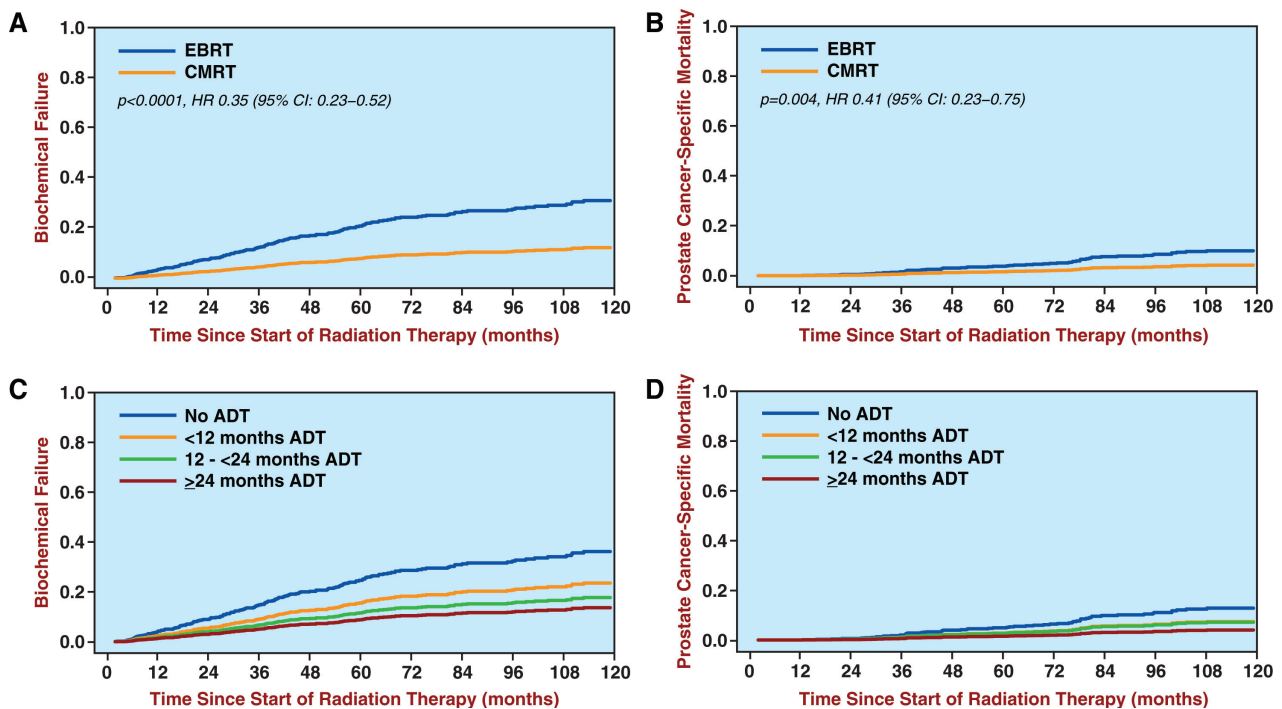 A
Biochemical Failure
1.0
0.8
0.6
0.4
0.2
0.0
EBRT
CMRT
p<0.0001, HR 0.35 (95% CI: 0.23–0.52)
0 12 24 36 48 60 72 84 96 108 120
Time Since Start of Radiation Therapy (months)
B
Prostate Cancer-Specific Mortality
1.0
0.8
0.6
0.4
0.2
0.0
EBRT
CMRT
p=0.004, HR 0.41 (95% CI: 0.23–0.75)
0 12 24 36 48 60 72 84 96 108 120
Time Since Start of Radiation Therapy (months)
C
Biochemical Failure
1.0
0.8
0.6
0.4
0.2
0.0
No ADT
<12 months ADT
12 - <24 months ADT
≥24 months ADT
0 12 24 36 48 60 72 84 96 108 120
Time Since Start of Radiation Therapy (months)
D
Prostate Cancer-Specific Mortality
1.0
0.8
0.6
0.4
0.2
0.0
No ADT
<12 months ADT
12 - <24 months ADT
≥24 months ADT
0 12 24 36 48 60 72 84 96 108 120
Time Since Start of Radiation Therapy (months)